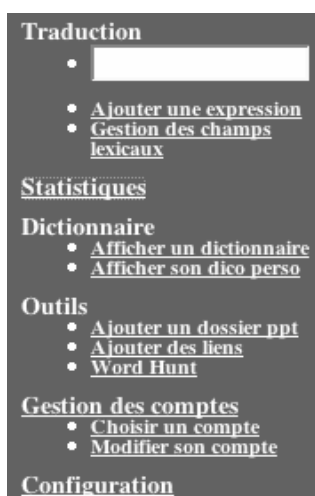 Traduction
Ajouter une expression
Gestion des champs
lexicaux
Statistiques
Dictionnaire
Afficher un dictionnaire
Afficher son dico perso
Outils
Ajouter un dossier ppt
Ajouter des liens
Word Hunt
Gestion des comptes
Choisir un compte
Modifier son compte
Configuration